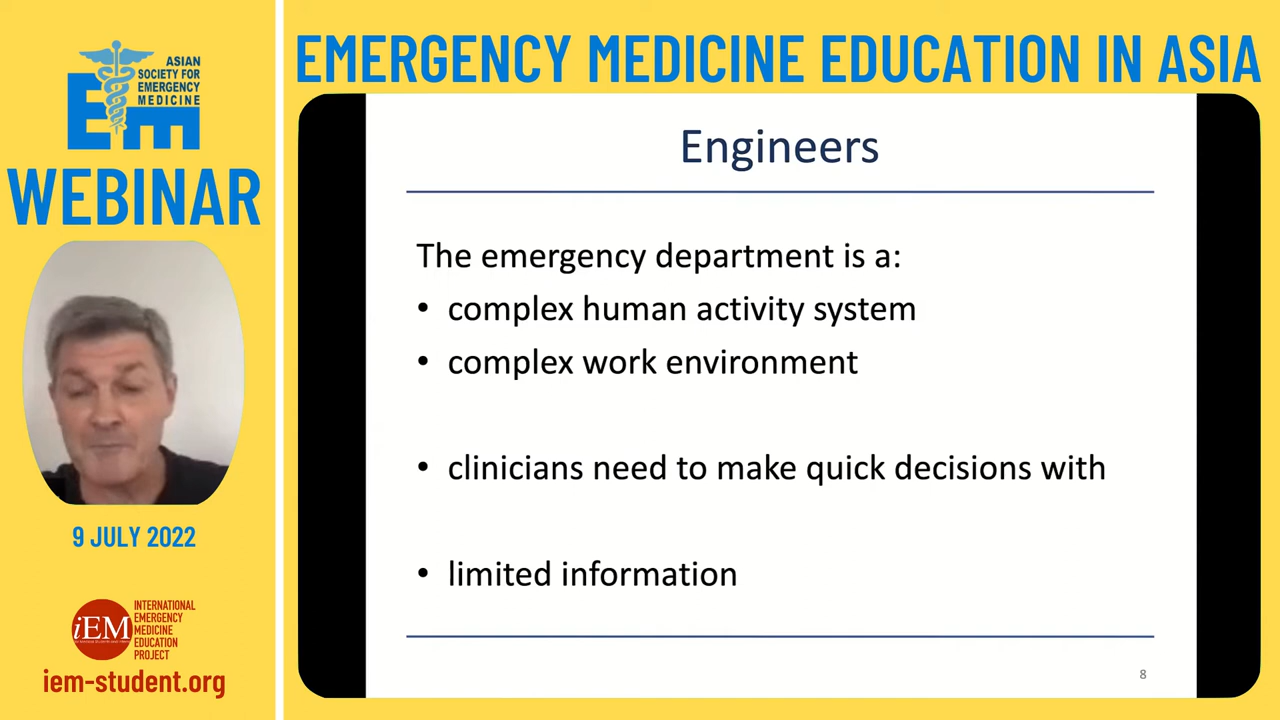 ASIAN
SOCIETY FOR
EMERGENCY
MEDICINE
EM
WEBINAR
9 JULY 2022
iEM
INTERNATIONAL
EMERGENCY
MEDICINE
EDUCATION
PROJECT
iem-student.org
EMERGENCY MEDICINE EDUCATION IN ASIA
Engineers
The emergency department is a:
• complex human activity system
• complex work environment
• clinicians need to make quick decisions with
• limited information
8